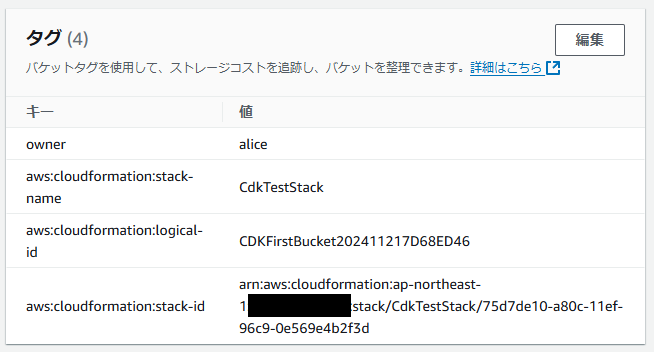 タグ (4)
編集
バケットタグを使用して、ストレージコストを追跡し、バケットを整理できます。詳細はこちら
キー 値
owner alice
aws:cloudformation:stack-
name
CdkTestStack
aws:cloudformation:logical-
id
CDKFirstBucket202411217D68ED46
aws:cloudformation:stack-id
arn:aws:cloudformation:ap-northeast-
1 :stack/CdkTestStack/75d7de10-a80c-11ef-
96c9-0e569e4b2f3d